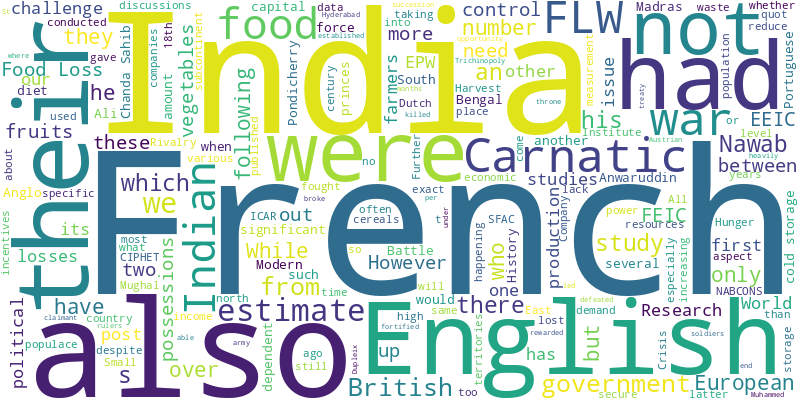 India
French
also
English
their
had
not
were
Carnatic
war
Indian
FLW
food
estimate
which
we
from
government
study
his
an
number
more
Nawab
between
British
European
have
two
s
losses
fruits
Food Loss
challenge
conducted
they
he
these
our
diet
used
Ali
Chanda Sahib
companies
18th
gave
discussions
subcontinent
capital
Hyderabad
established
data
into
force
taking
princes
century
Trichinopoly
Pondicherry
following
vegetables
amount
Rivalry
when
various
published
Madras
waste
quot
whether
reduce
succession
opportunity
control
need
other
issue
measurement
population
Portuguese
or
EEIC
place
level
years
farmers
EPW
South
Dutch
Harvest
Bengal
months
treaty
throne
killed
Austrian
heavily
Institute
another
come
Further
no
fought
broke
economic
lack
studies
Anwaruddin
specific
about
Anglo
its
populace
political
incentives
most
what
CIPHET
Mughal
country
post
despite
Small
claimant
rulers
income
able
army
ago
still
north
over
possessions
While
ICAR
significant
Modern
such
time
dependent
out
However
Battle
often
cereals
per
so
will
t
would
same
high
fortified
lost
too
up
Dupleix
there
who
one
History
happening
SFAC
exact
under
East
territories
production
Company
power
All
resources
Hunger
several
first
only
aspect
especially
increasing
NABCONS
cold storage
World
than
Research
but
has
demand
rewarded
defeated
led
secure
latter
Crisis
soldiers
end
storage
Muhammed
where
St